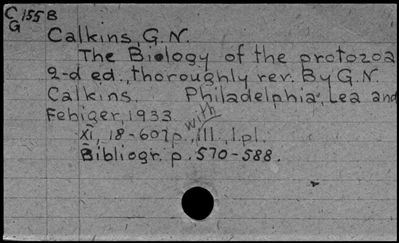 C 155 B
G
Calkins G.N.
The Biology of the protozoa
2-d ed., thoroughly rev. By G.N.
Calkins. Philadelphia, Lea and
Febiger, 1933
XI, 18-607p. with ill., 1 pl.
Bibliogr. p. 570-588.